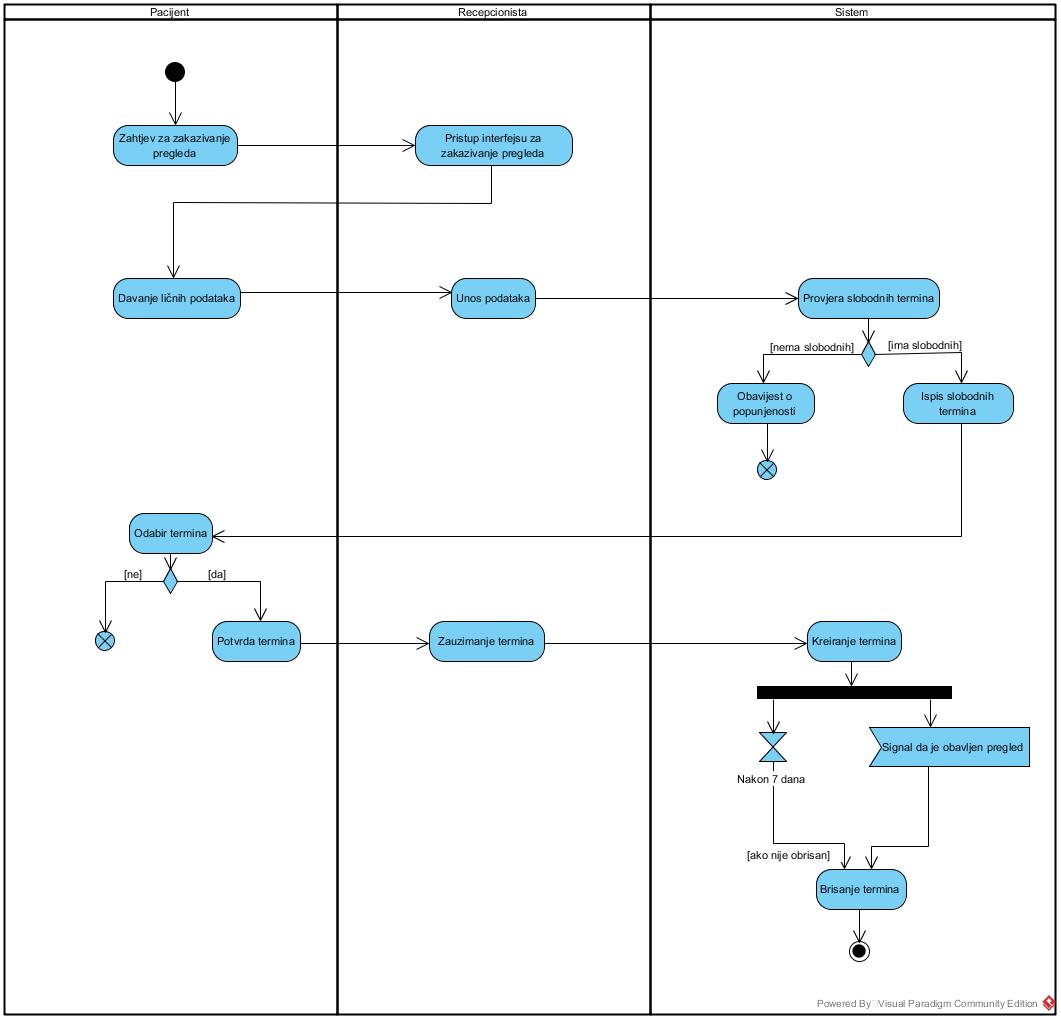 Pacijent
Recepcionista
Sistem
Zahtjev za zakazivanje
pregleda
Pristup interfejsu za
zakazivanje pregleda
Davanje ličnih podataka
Unos podataka
Provjera slobodnih termina
[nema slobodnih]
[ima slobodnih]
Obavijest o
popunjenosti
Ispis slobodnih
termina
Odabir termina
[ne]
[da]
Potvrda termina
Zauzimanje termina
Kreiranje termina
Signal da je obavljen pregled
Nakon 7 dana
[ako nije obrisan]
Brisanje termina
Powered By Visual Paradigm Community Edition